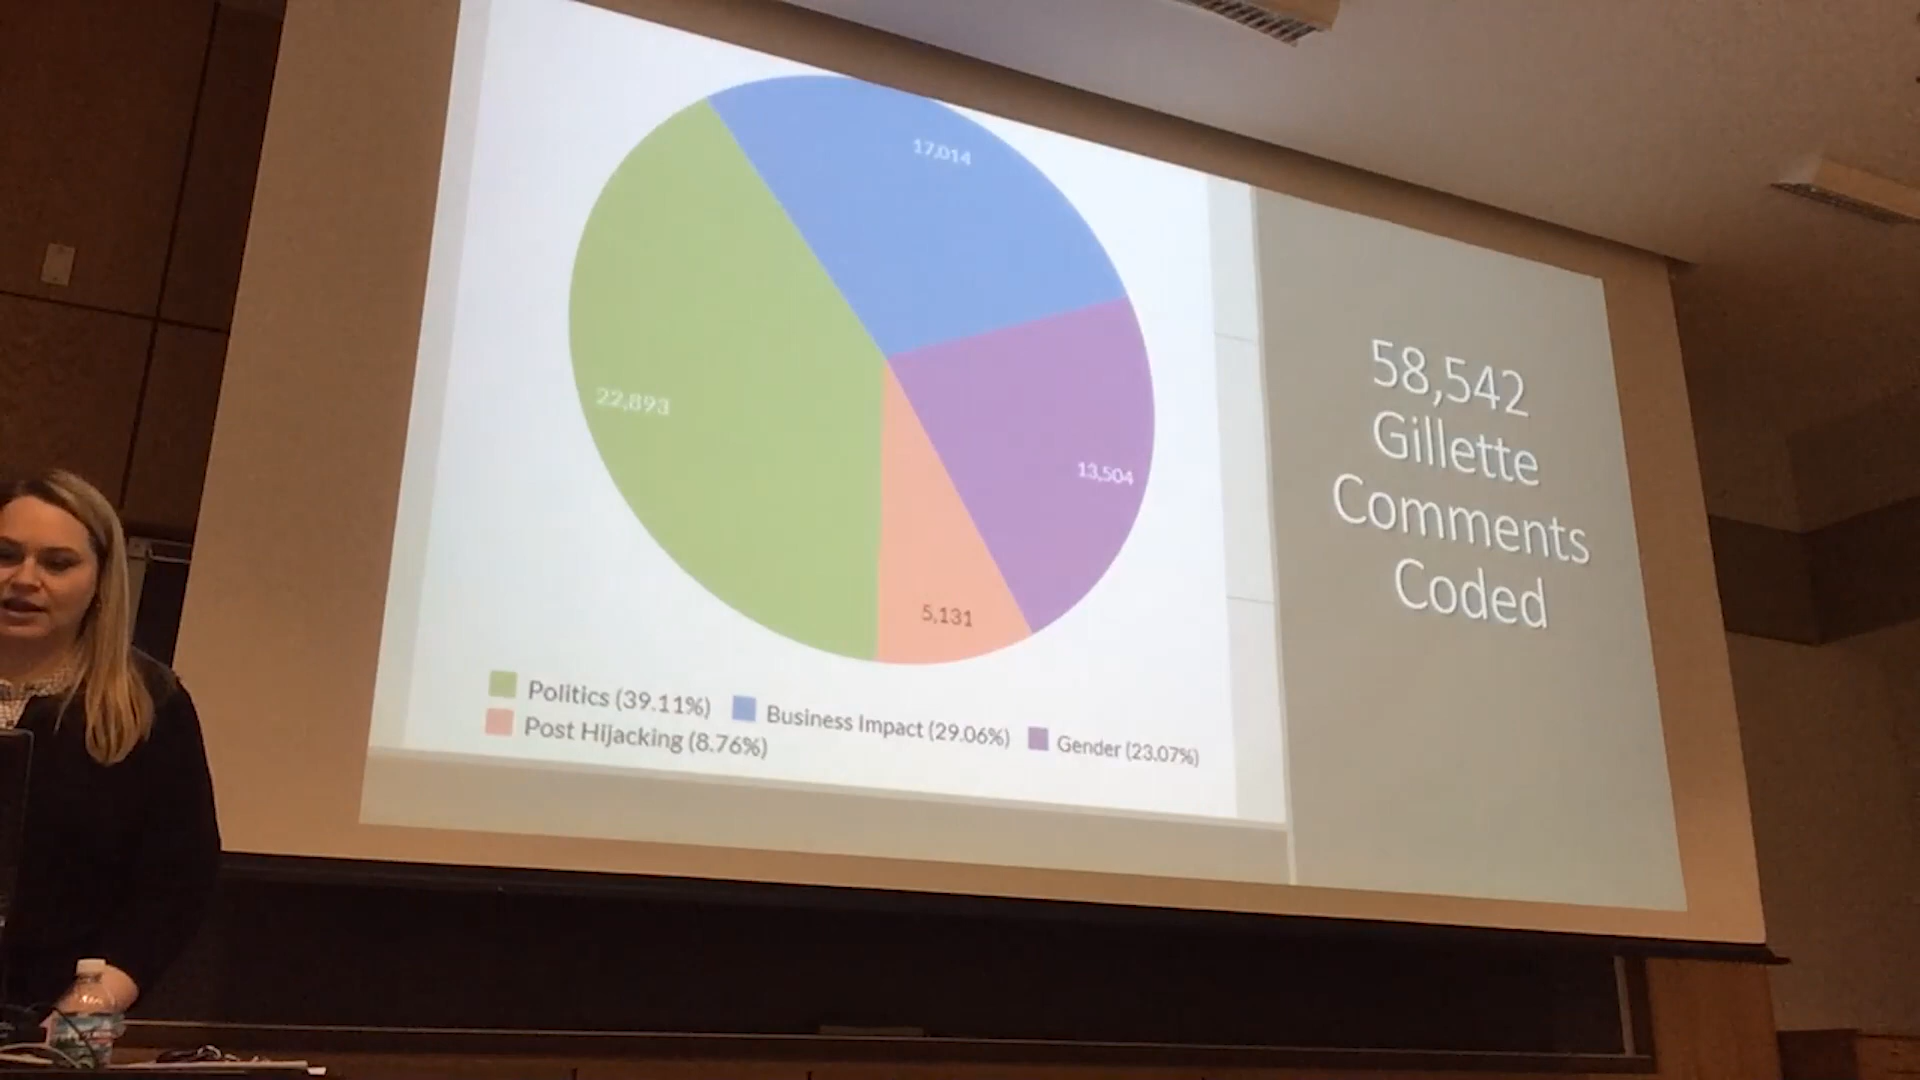 17,014
22,893
13,504
5,131
Politics (39.11%) Business Impact (29.06%) Gender (23.07%)
Post Hijacking (8.76%)
58,542
Gillette
Comments
Coded